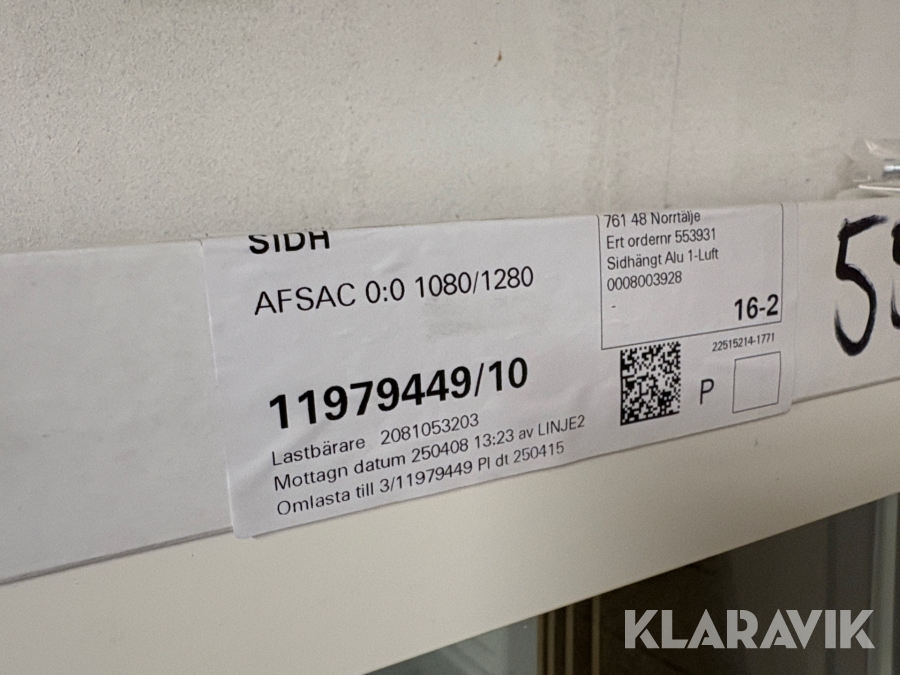 SIDH
AFSAC 0:0 1080/1280
11979449/10
Lastbärare 2081053203
Mottagn datum 250408 13:23 av LINJE2
Omlasta till 3/11979449 Pl dt 250415
761 48 Norrtälje
Ert ordernr 553931
Sidhängt Alu 1-Luft
0008003928
-
16-2
22515214-1771
P
KLARAVIK